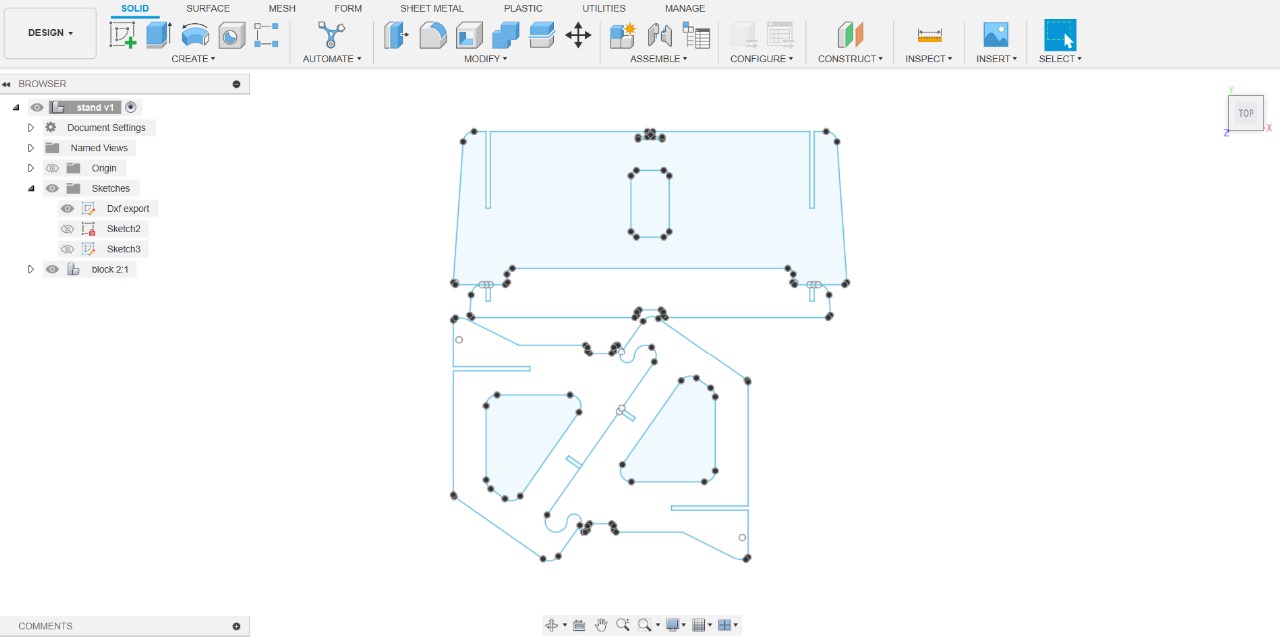 SOLID SURFACE MESH FORM SHEET METAL PLASTIC UTILITIES MANAGE
DESIGN
CREATE AUTOMATE MODIFY ASSEMBLE CONFIGURE CONSTRUCT INSPECT INSERT SELECT
BROWSER
stand v1
Document Settings
Named Views
Origin
Sketches
Dxf export
Sketch2
Sketch3
block 2:1
Y
TOP
X
Z
COMMENTS